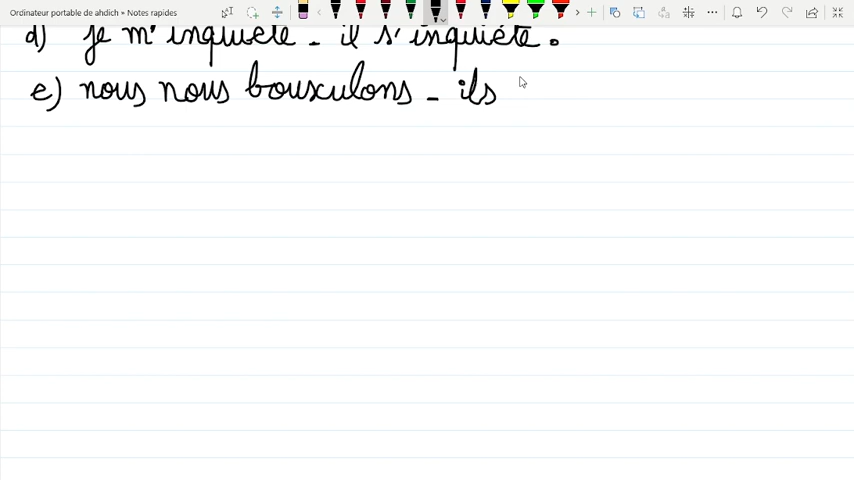 Ordinateur portable de ahdich » Notes rapides
d) je m'inquiète - il s'inquiète.
e) nous nous bousculons - ils